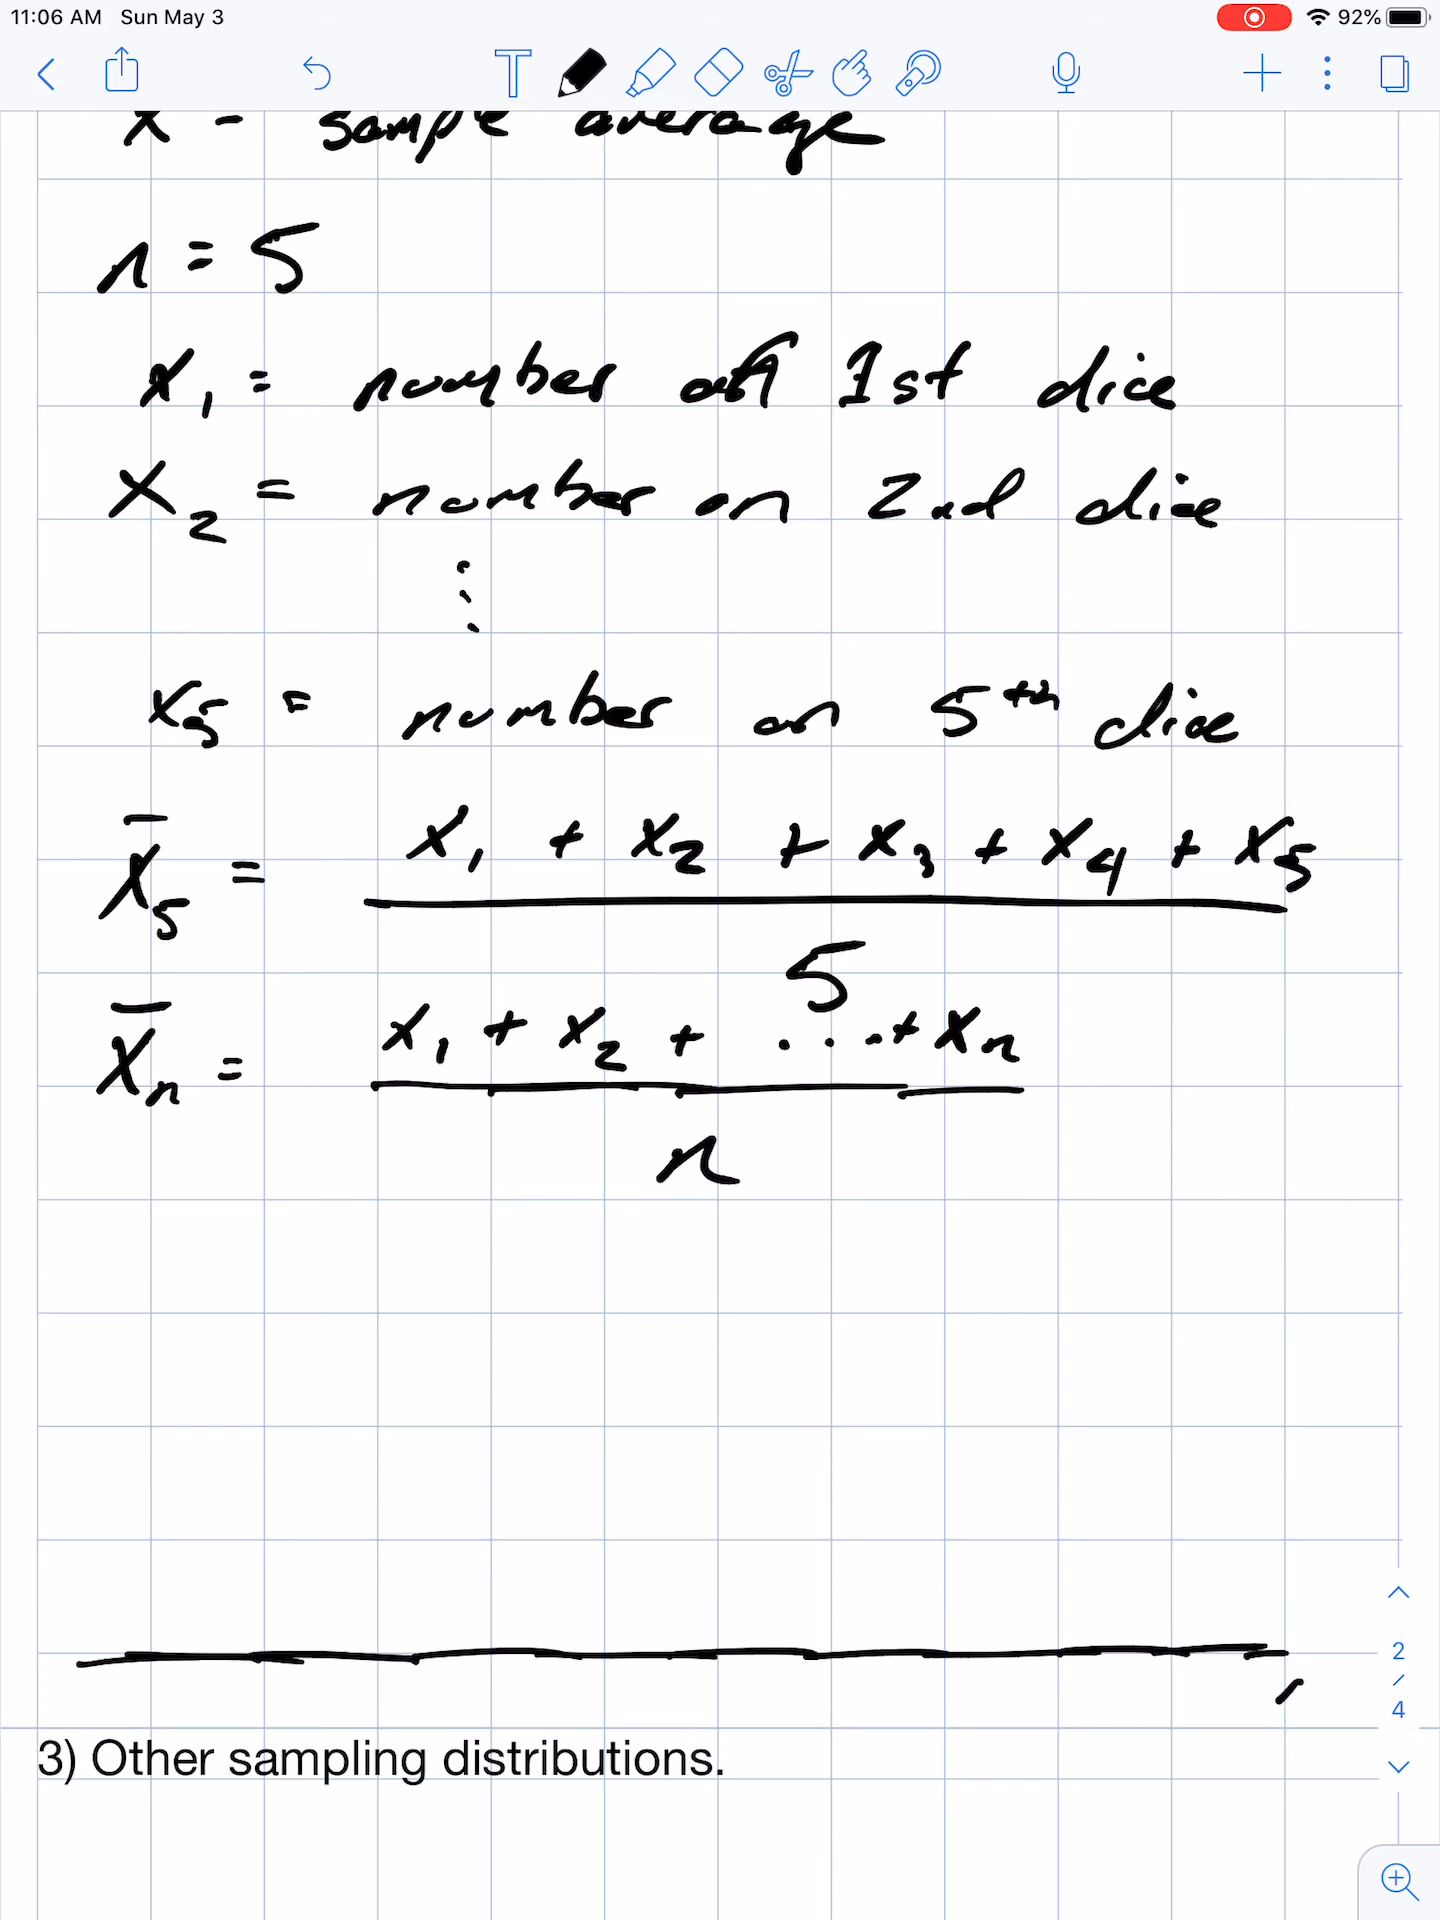 11:06 AM Sun May 3 92%
x̄ - sample average
n = 5
x₁ = number on 1st dice
x₂ = number on 2nd dice
⋮
x₅ = number on 5ᵗʰ dice
x̄₅ = x₁ + x₂ + x₃ + x₄ + x₅
5
x̄ₙ = x₁ + x₂ + ... + xₙ
n
2
/
4
3) Other sampling distributions.